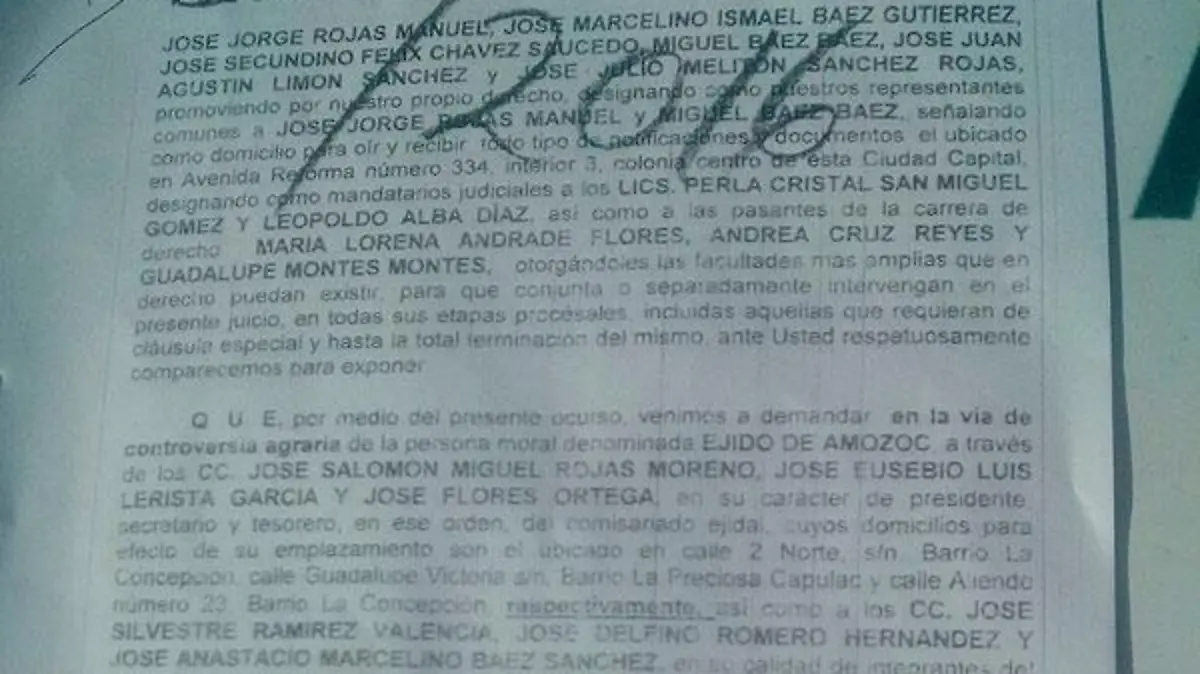 JOSE JORGE ROJAS MANUEL, JOSE MARCELINO ISMAEL BAEZ GUTIERREZ,
JOSE SECUNDINO FELIX CHAVEZ SAUCEDO, MIGUEL BAEZ BAEZ, JOSE JUAN
AGUSTIN LIMON SANCHEZ y JOSE JULIO MELITON SANCHEZ ROJAS,
promoviendo por nuestro propio derecho, designando como nuestros representantes
comunes a JOSE JORGE ROJAS MANUEL y MIGUEL BAEZ BAEZ, señalando
como domicilio para oír y recibir todo tipo de notificaciones y documentos el ubicado
en Avenida Reforma número 334, interior 3, colonia centro de esta Ciudad Capital,
designando como mandatarios judiciales a los LICS. PERLA CRISTAL SAN MIGUEL
GOMEZ Y LEOPOLDO ALBA DÍAZ, así como a las pasantes de la carrera de
derecho MARIA LORENA ANDRADE FLORES, ANDREA CRUZ REYES Y
GUADALUPE MONTES MONTES, otorgándoles las facultades mas amplias que en
derecho puedan existir, para que conjunta o separadamente intervengan en el
presente juicio, en todas sus etapas procesales, incluidas aquellas que requieran de
cláusula especial y hasta la total terminación del mismo, ante Usted respetuosamente
comparecemos para exponer
Q U E, por medio del presente ocurso, venimos a demandar en la vía de
controversia agraria de la persona moral denominada EJIDO DE AMOZOC a través
de los CC. JOSE SALOMON MIGUEL ROJAS MORENO, JOSE EUSEBIO LUIS
LERISTA GARCIA Y JOSE FLORES ORTEGA, en su carácter de presidente,
secretario y tesorero, en ese orden, del comisariado ejidal, cuyos domicilios para
efecto de su emplazamiento son el ubicado en calle 2 Norte, s/n, Barrio La
Concepción, calle Guadalupe Victoria s/n, Barrio La Preciosa Capulac y calle Allende
número 23, Barrio La Concepción, respectivamente, así como a los CC. JOSE
SILVESTRE RAMIREZ VALENCIA, JOSE DELFINO ROMERO HERNANDEZ Y
JOSE ANASTACIO MARCELINO BAEZ SANCHEZ, en su calidad de integrantes del